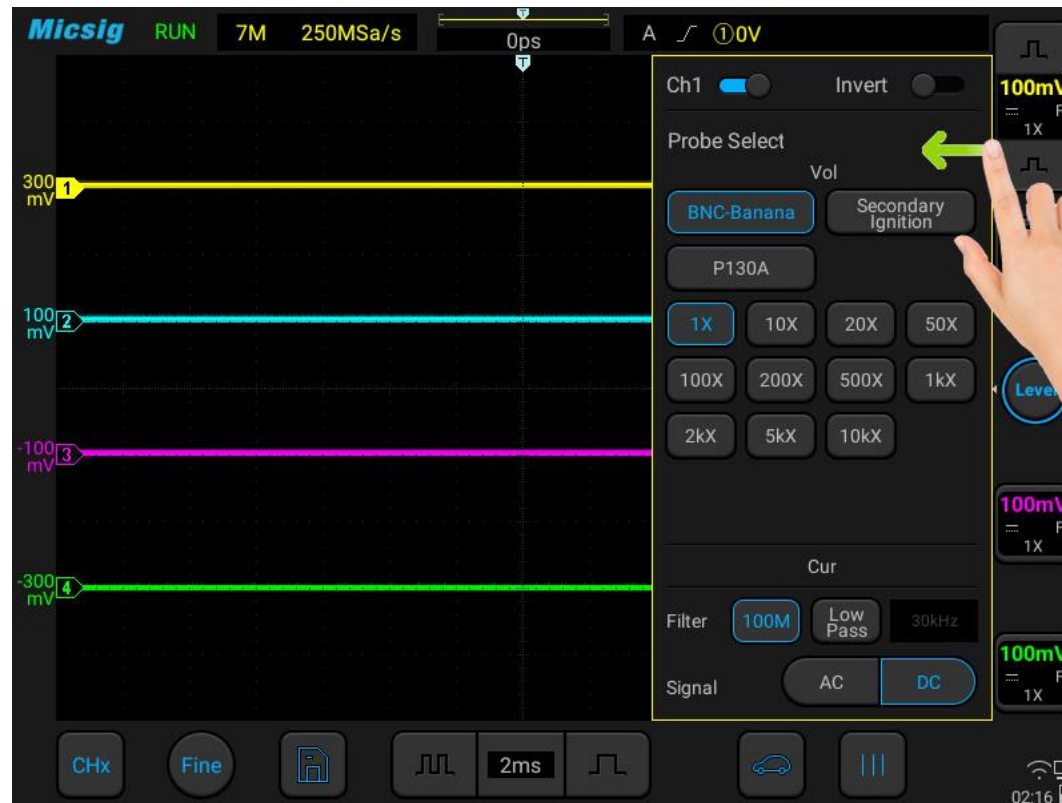 Micsig RUN 7M 250MSa/s T 0ps A ①0V
T
Ch1 Invert
100mV
F
1X
Probe Select
Vol
300
mV 1
BNC-Banana Secondary
Ignition
P130A
100
mV 2
1X 10X 20X 50X
100X 200X 500X 1kX
Level
2kX 5kX 10kX
-100
mV 3
100mV
F
1X
Cur
-300
mV 4
Filter 100M Low
Pass 30kHz
100mV
F
1X
Signal AC DC
CHx Fine 2ms
02:16